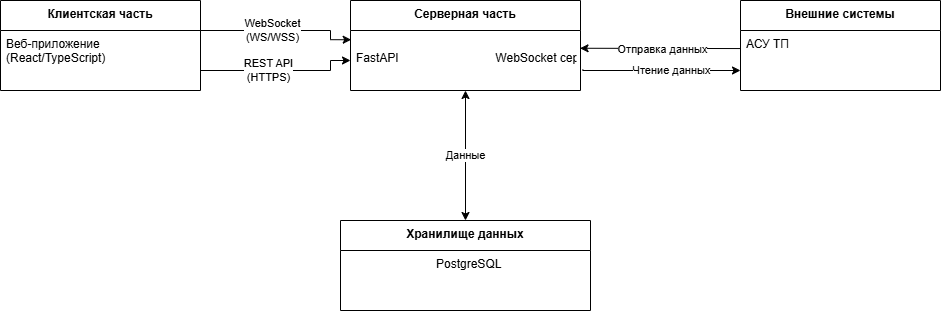 Клиентская часть
Веб-приложение
(React/TypeScript)
WebSocket
(WS/WSS)
REST API
(HTTPS)
Серверная часть
FastAPI
WebSocket сер
Отправка данных
Чтение данных
Внешние системы
АСУ ТП
Данные
Хранилище данных
PostgreSQL